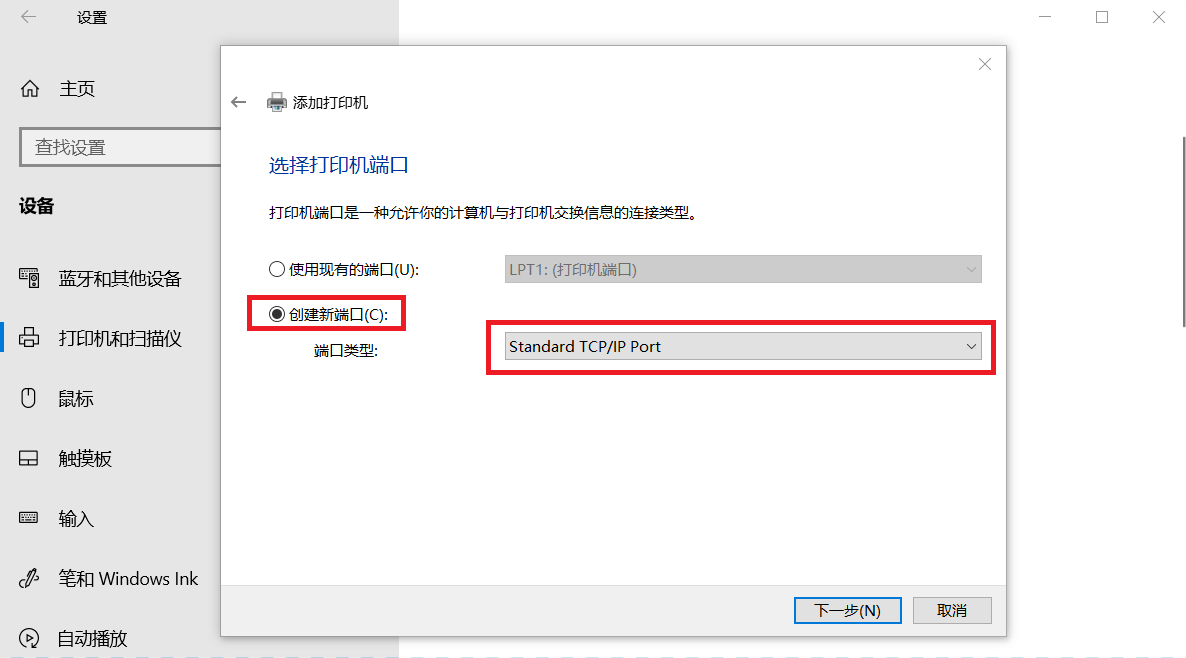 设置
主页
查找设置
设备
蓝牙和其他设备
打印机和扫描仪
鼠标
触摸板
输入
笔和 Windows Ink
自动播放
添加打印机
选择打印机端口
打印机端口是一种允许你的计算机与打印机交换信息的连接类型。
使用现有的端口(U): LPT1: (打印机端口)
创建新端口(C):
端口类型: Standard TCP/IP Port
下一步(N) 取消